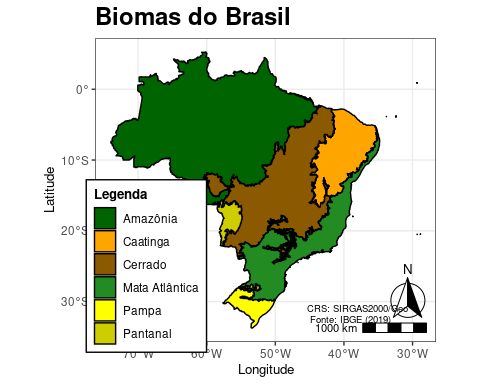 Biomas do Brasil
0°
10°S
20°S
30°S
Latitude
Legenda
Amazônia
Caatinga
Cerrado
Mata Atlântica
Pampa
Pantanal
N
CRS: SIRGAS2000/Geo
Fonte: IBGE (2019)
1000 km
70°W 60°W 50°W 40°W 30°W
Longitude